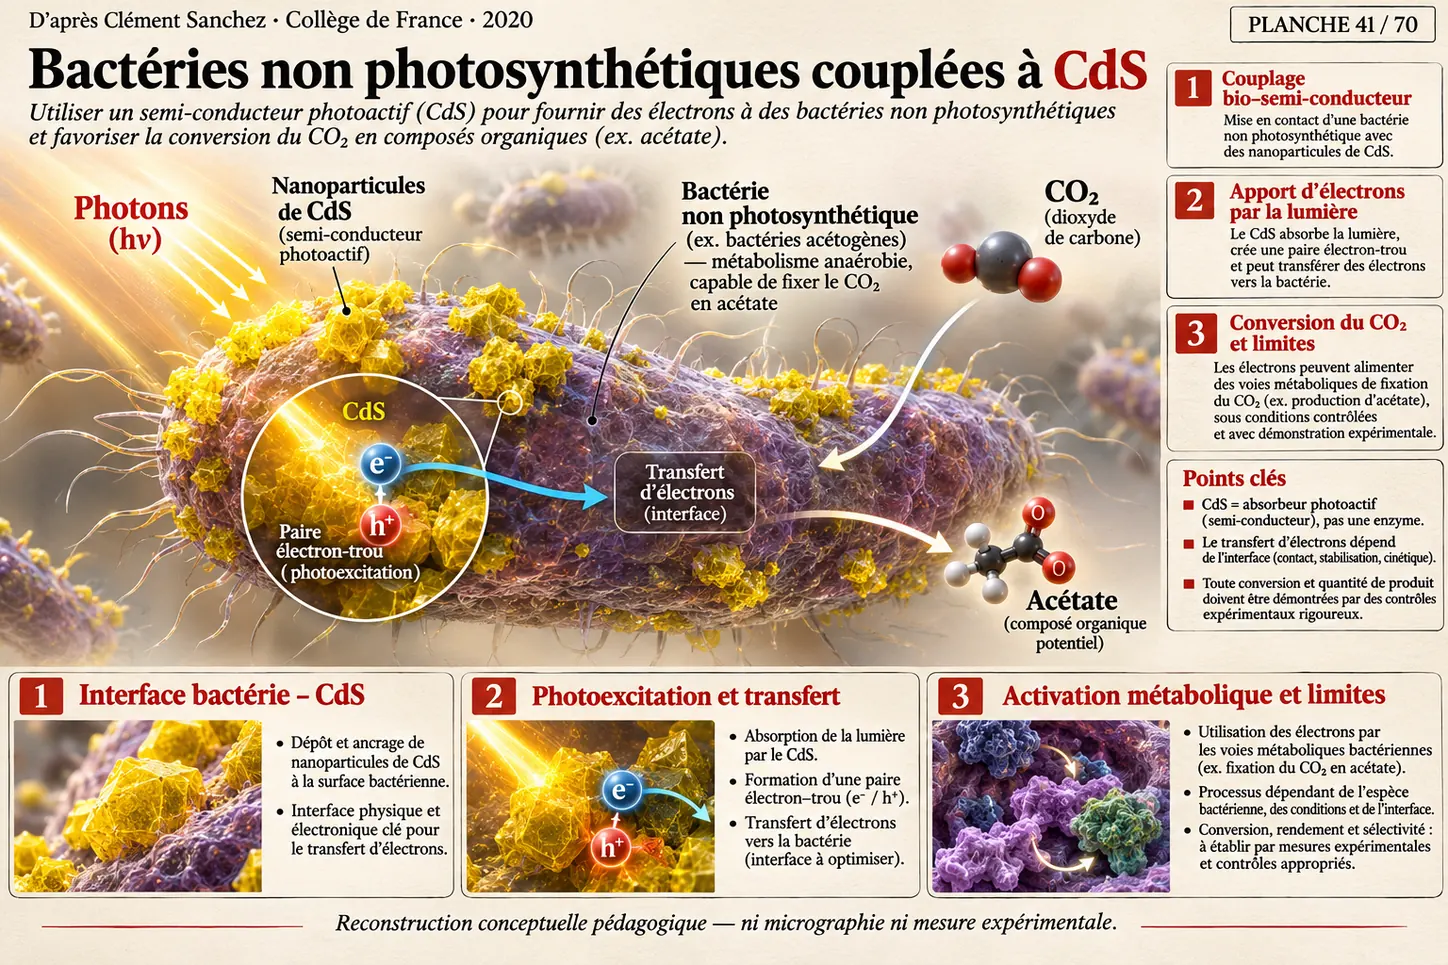 D'après Clément Sanchez · Collège de France · 2020
PLANCHE 41 / 70
Bactéries non photosynthétiques couplées à CdS
Utiliser un semi-conducteur photoactif (CdS) pour fournir des électrons à des bactéries non photosynthétiques
et favoriser la conversion du CO₂ en composés organiques (ex. acétate).
Photons
(hν)
Nanoparticules
de CdS
(semi-conducteur
photoactif)
Bactérie
non photosynthétique
(ex. bactéries acétogènes)
— métabolisme anaérobie,
capable de fixer le CO₂
en acétate
CO₂
(dioxyde
de carbone)
CdS
e⁻
h⁺
Paire
électron-trou
(photoexcitation)
Transfert
d'électrons
(interface)
O
O
Acétate
(composé organique
potentiel)
1
Couplage
bio–semi-conducteur
Mise en contact d'une bactérie
non photosynthétique avec
des nanoparticules de CdS.
2
Apport d'électrons
par la lumière
Le CdS absorbe la lumière,
crée une paire électron-trou
et peut transférer des électrons
vers la bactérie.
3
Conversion du CO₂
et limites
Les électrons peuvent alimenter
des voies métaboliques de fixation
du CO₂ (ex. production d'acétate),
sous conditions contrôlées
et avec démonstration expérimentale.
Points clés
CdS = absorbeur photoactif
(semi-conducteur), pas une enzyme.
Le transfert d'électrons dépend
de l'interface (contact, stabilisation, cinétique).
Toute conversion et quantité de produit
doivent être démontrées par des contrôles
expérimentaux rigoureux.
1 Interface bactérie – CdS
• Dépôt et ancrage de
nanoparticules de CdS
à la surface bactérienne.
• Interface physique et
électronique clé pour
le transfert d'électrons.
2 Photoexcitation et transfert
e⁻
h⁺
• Absorption de la lumière
par le CdS.
• Formation d'une paire
électron–trou (e⁻ / h⁺).
• Transfert d'électrons
vers la bactérie
(interface à optimiser).
3 Activation métabolique et limites
• Utilisation des électrons par
les voies métaboliques bactériennes
(ex. fixation du CO₂ en acétate).
• Processus dépendant de l'espèce
bactérienne, des conditions et de l'interface.
• Conversion, rendement et sélectivité :
à établir par mesures expérimentales
et contrôles appropriés.
Reconstruction conceptuelle pédagogique — ni micrographie ni mesure expérimentale.